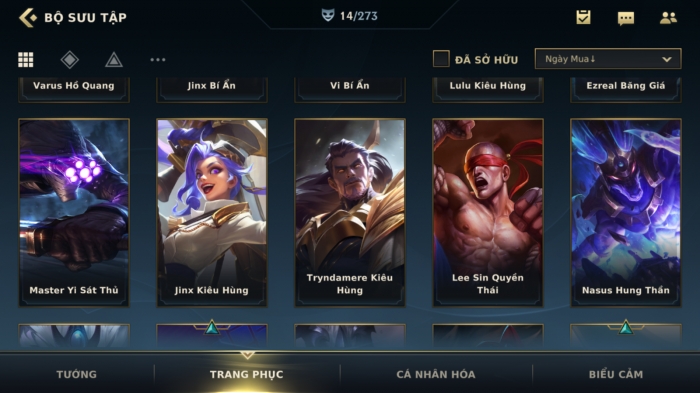 BỘ SƯU TẬP
14/273
ĐÃ SỞ HỮU
Ngày Mua↓
Varus Hồ Quang
Jinx Bí Ẩn
Vi Bí Ẩn
Lulu Kiêu Hùng
Ezreal Băng Giá
Master Yi Sát Thủ
Jinx Kiêu Hùng
Tryndamere Kiêu
Hùng
Lee Sin Quyền
Thái
Nasus Hung Thần
TƯỚNG
TRANG PHỤC
CÁ NHÂN HÓA
BIỂU CẢM